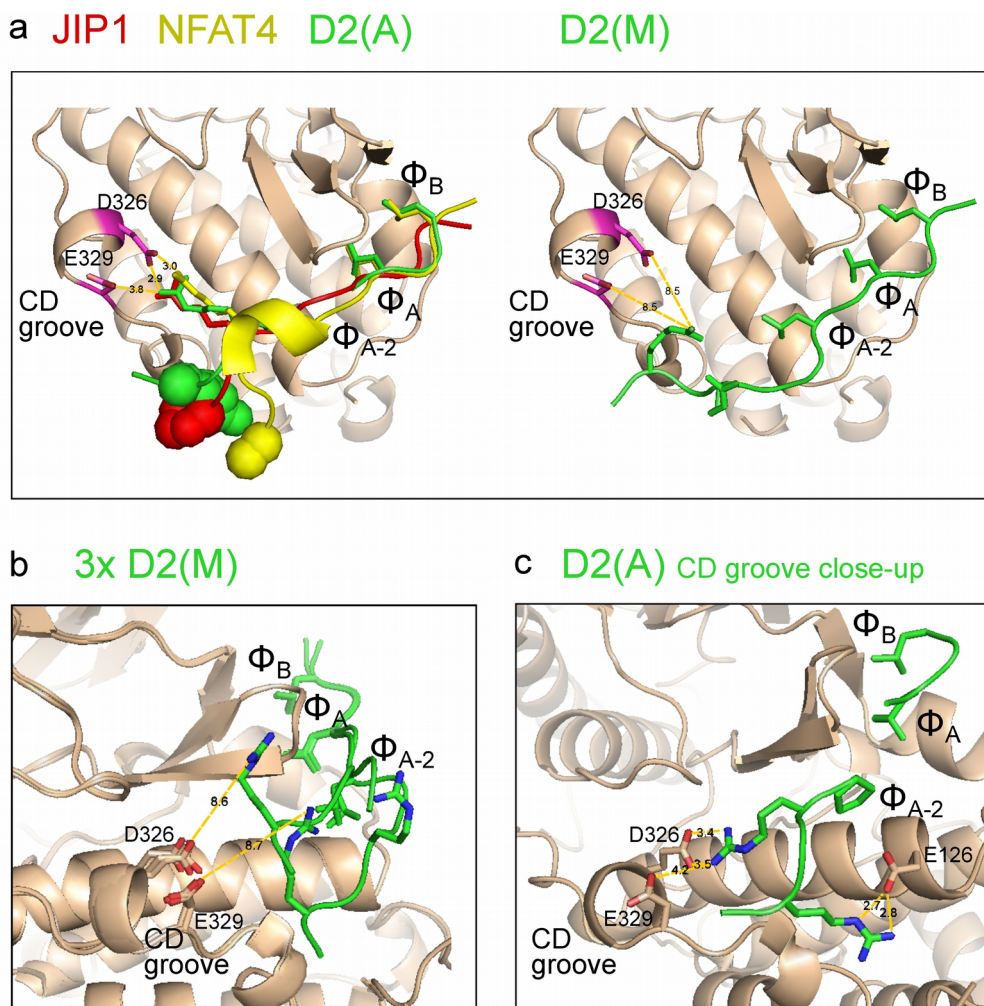 a JIP1 NFAT4 D2(A) D2(M)
ΦB
ΦB
D326
D326
E329
3.0
2.9
3.8
E329
8.5
8.5
CD
groove
CD
groove
ΦA
ΦA
ΦA-2
ΦA-2
b 3x D2(M)
c D2(A) CD groove close-up
ΦB
ΦA
ΦA-2
8.6
D326
8.7
E329
CD
groove
ΦB
ΦA
ΦA-2
D326
3.4
3.5
4.2
E126
2.7
2.8
E329
CD
groove